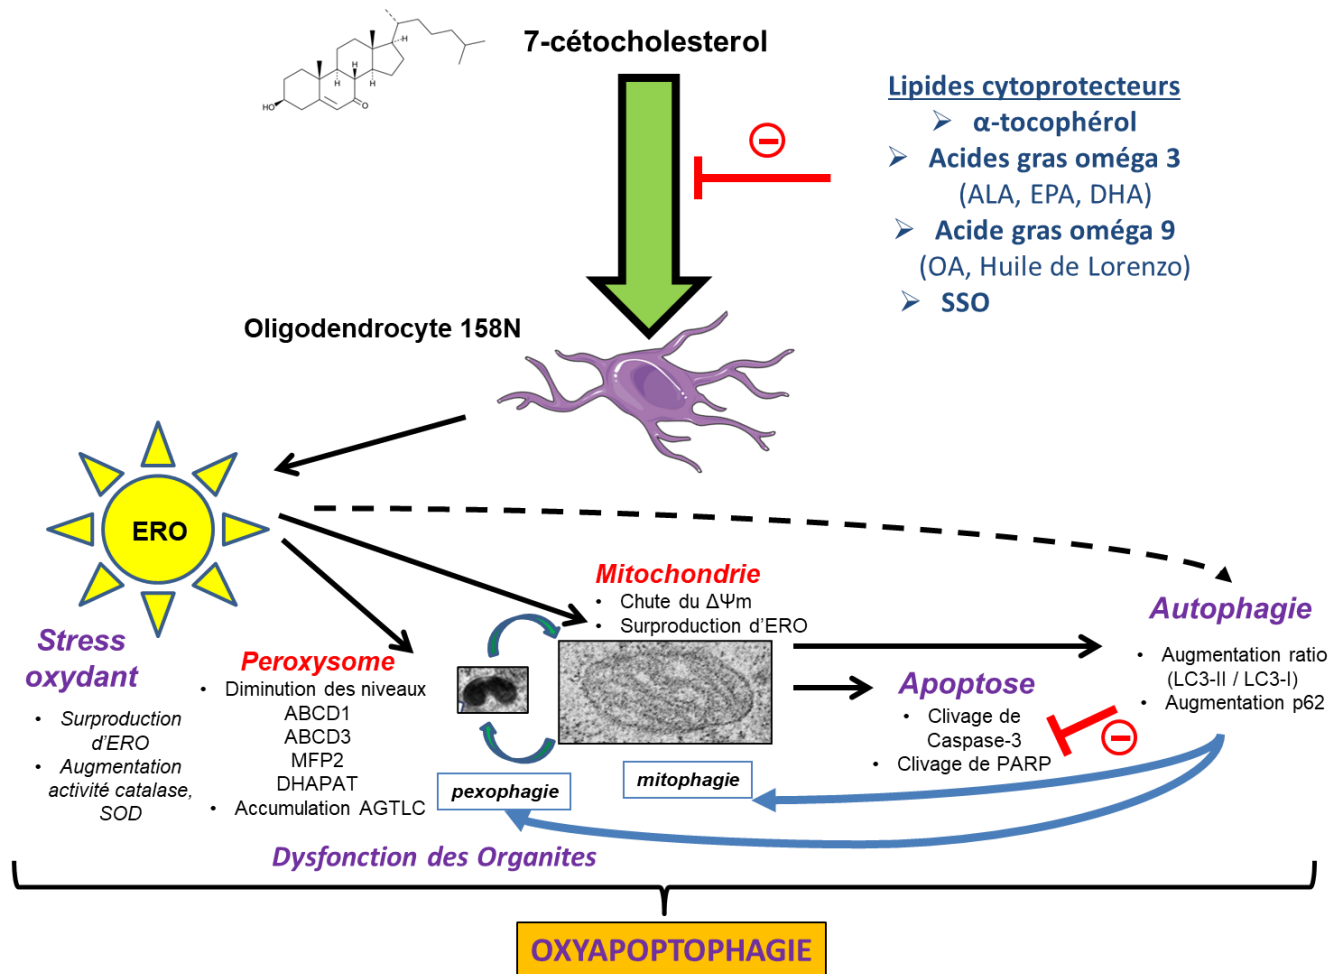 7-cétocholesterol
HO
H
H
H
O
Lipides cytoprotecteurs
➢ α-tocophérol
➢ Acides gras oméga 3
(ALA, EPA, DHA)
➢ Acide gras oméga 9
(OA, Huile de Lorenzo)
➢ SSO
Oligodendrocyte 158N
ERO
Stress
oxydant
• Surproduction
d'ERO
• Augmentation
activité catalase,
SOD
Peroxysome
• Diminution des niveaux
ABCD1
ABCD3
MFP2
DHAPAT
• Accumulation AGTLC
Mitochondrie
• Chute du ΔΨm
• Surproduction d'ERO
pexophagie
mitophagie
Apoptose
• Clivage de
Caspase-3
• Clivage de PARP
Autophagie
• Augmentation ratio
(LC3-II / LC3-I)
• Augmentation p62
Dysfonction des Organites
OXYAPOPTOPHAGIE